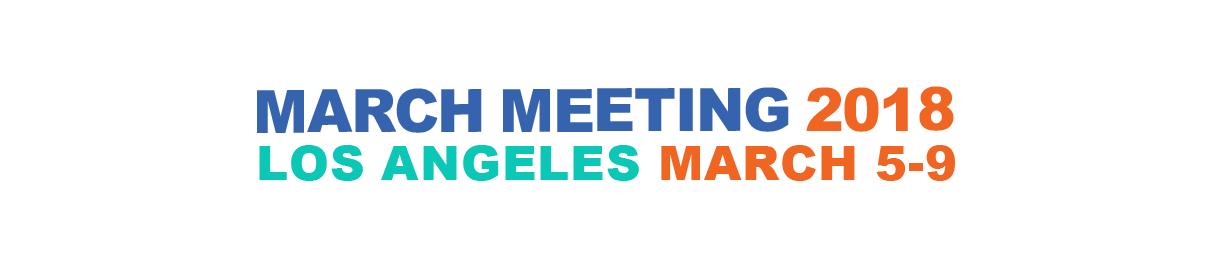 MARCH MEETING 2018
LOS ANGELES MARCH 5-9